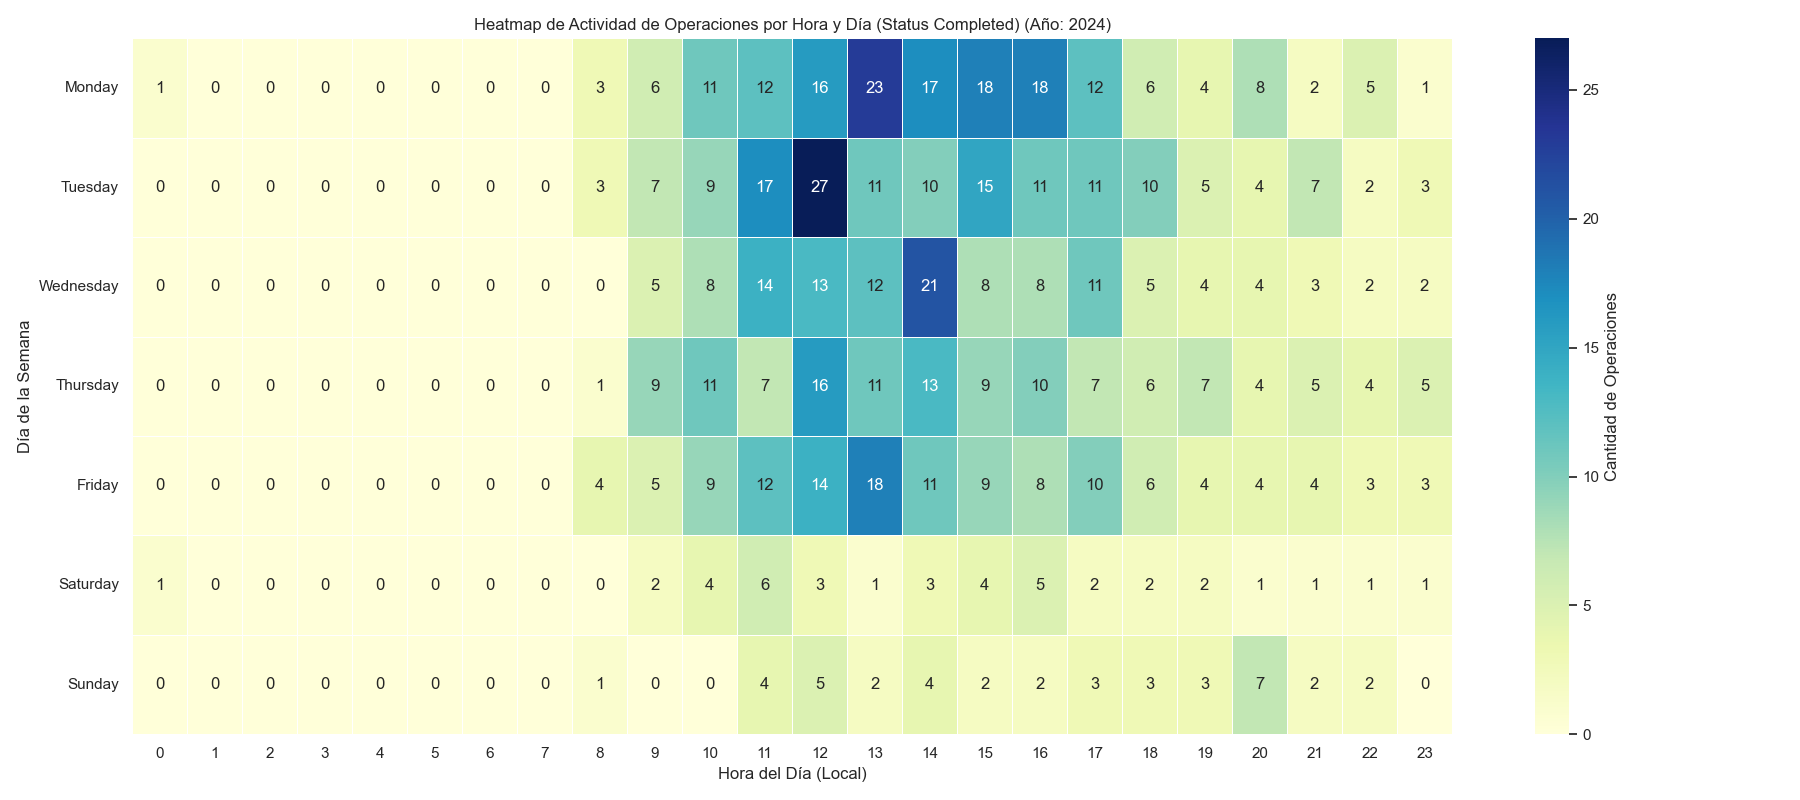 Heatmap de Actividad de Operaciones por Hora y Día (Status Completed) (Año: 2024)
Día de la Semana
Monday 1 0 0 0 0 0 0 0 3 6 11 12 16 23 17 18 18 12 6 4 8 2 5 1
Tuesday 0 0 0 0 0 0 0 0 3 7 9 17 27 11 10 15 11 11 10 5 4 7 2 3
Wednesday 0 0 0 0 0 0 0 0 0 5 8 14 13 12 21 8 8 11 5 4 4 3 2 2
Thursday 0 0 0 0 0 0 0 0 1 9 11 7 16 11 13 9 10 7 6 7 4 5 4 5
Friday 0 0 0 0 0 0 0 0 4 5 9 12 14 18 11 9 8 10 6 4 4 4 3 3
Saturday 1 0 0 0 0 0 0 0 0 2 4 6 3 1 3 4 5 2 2 2 1 1 1 1
Sunday 0 0 0 0 0 0 0 0 1 0 0 4 5 2 4 2 2 3 3 3 7 2 2 0
0 1 2 3 4 5 6 7 8 9 10 11 12 13 14 15 16 17 18 19 20 21 22 23
Hora del Día (Local)
25
20
15
10
5
0
Cantidad de Operaciones